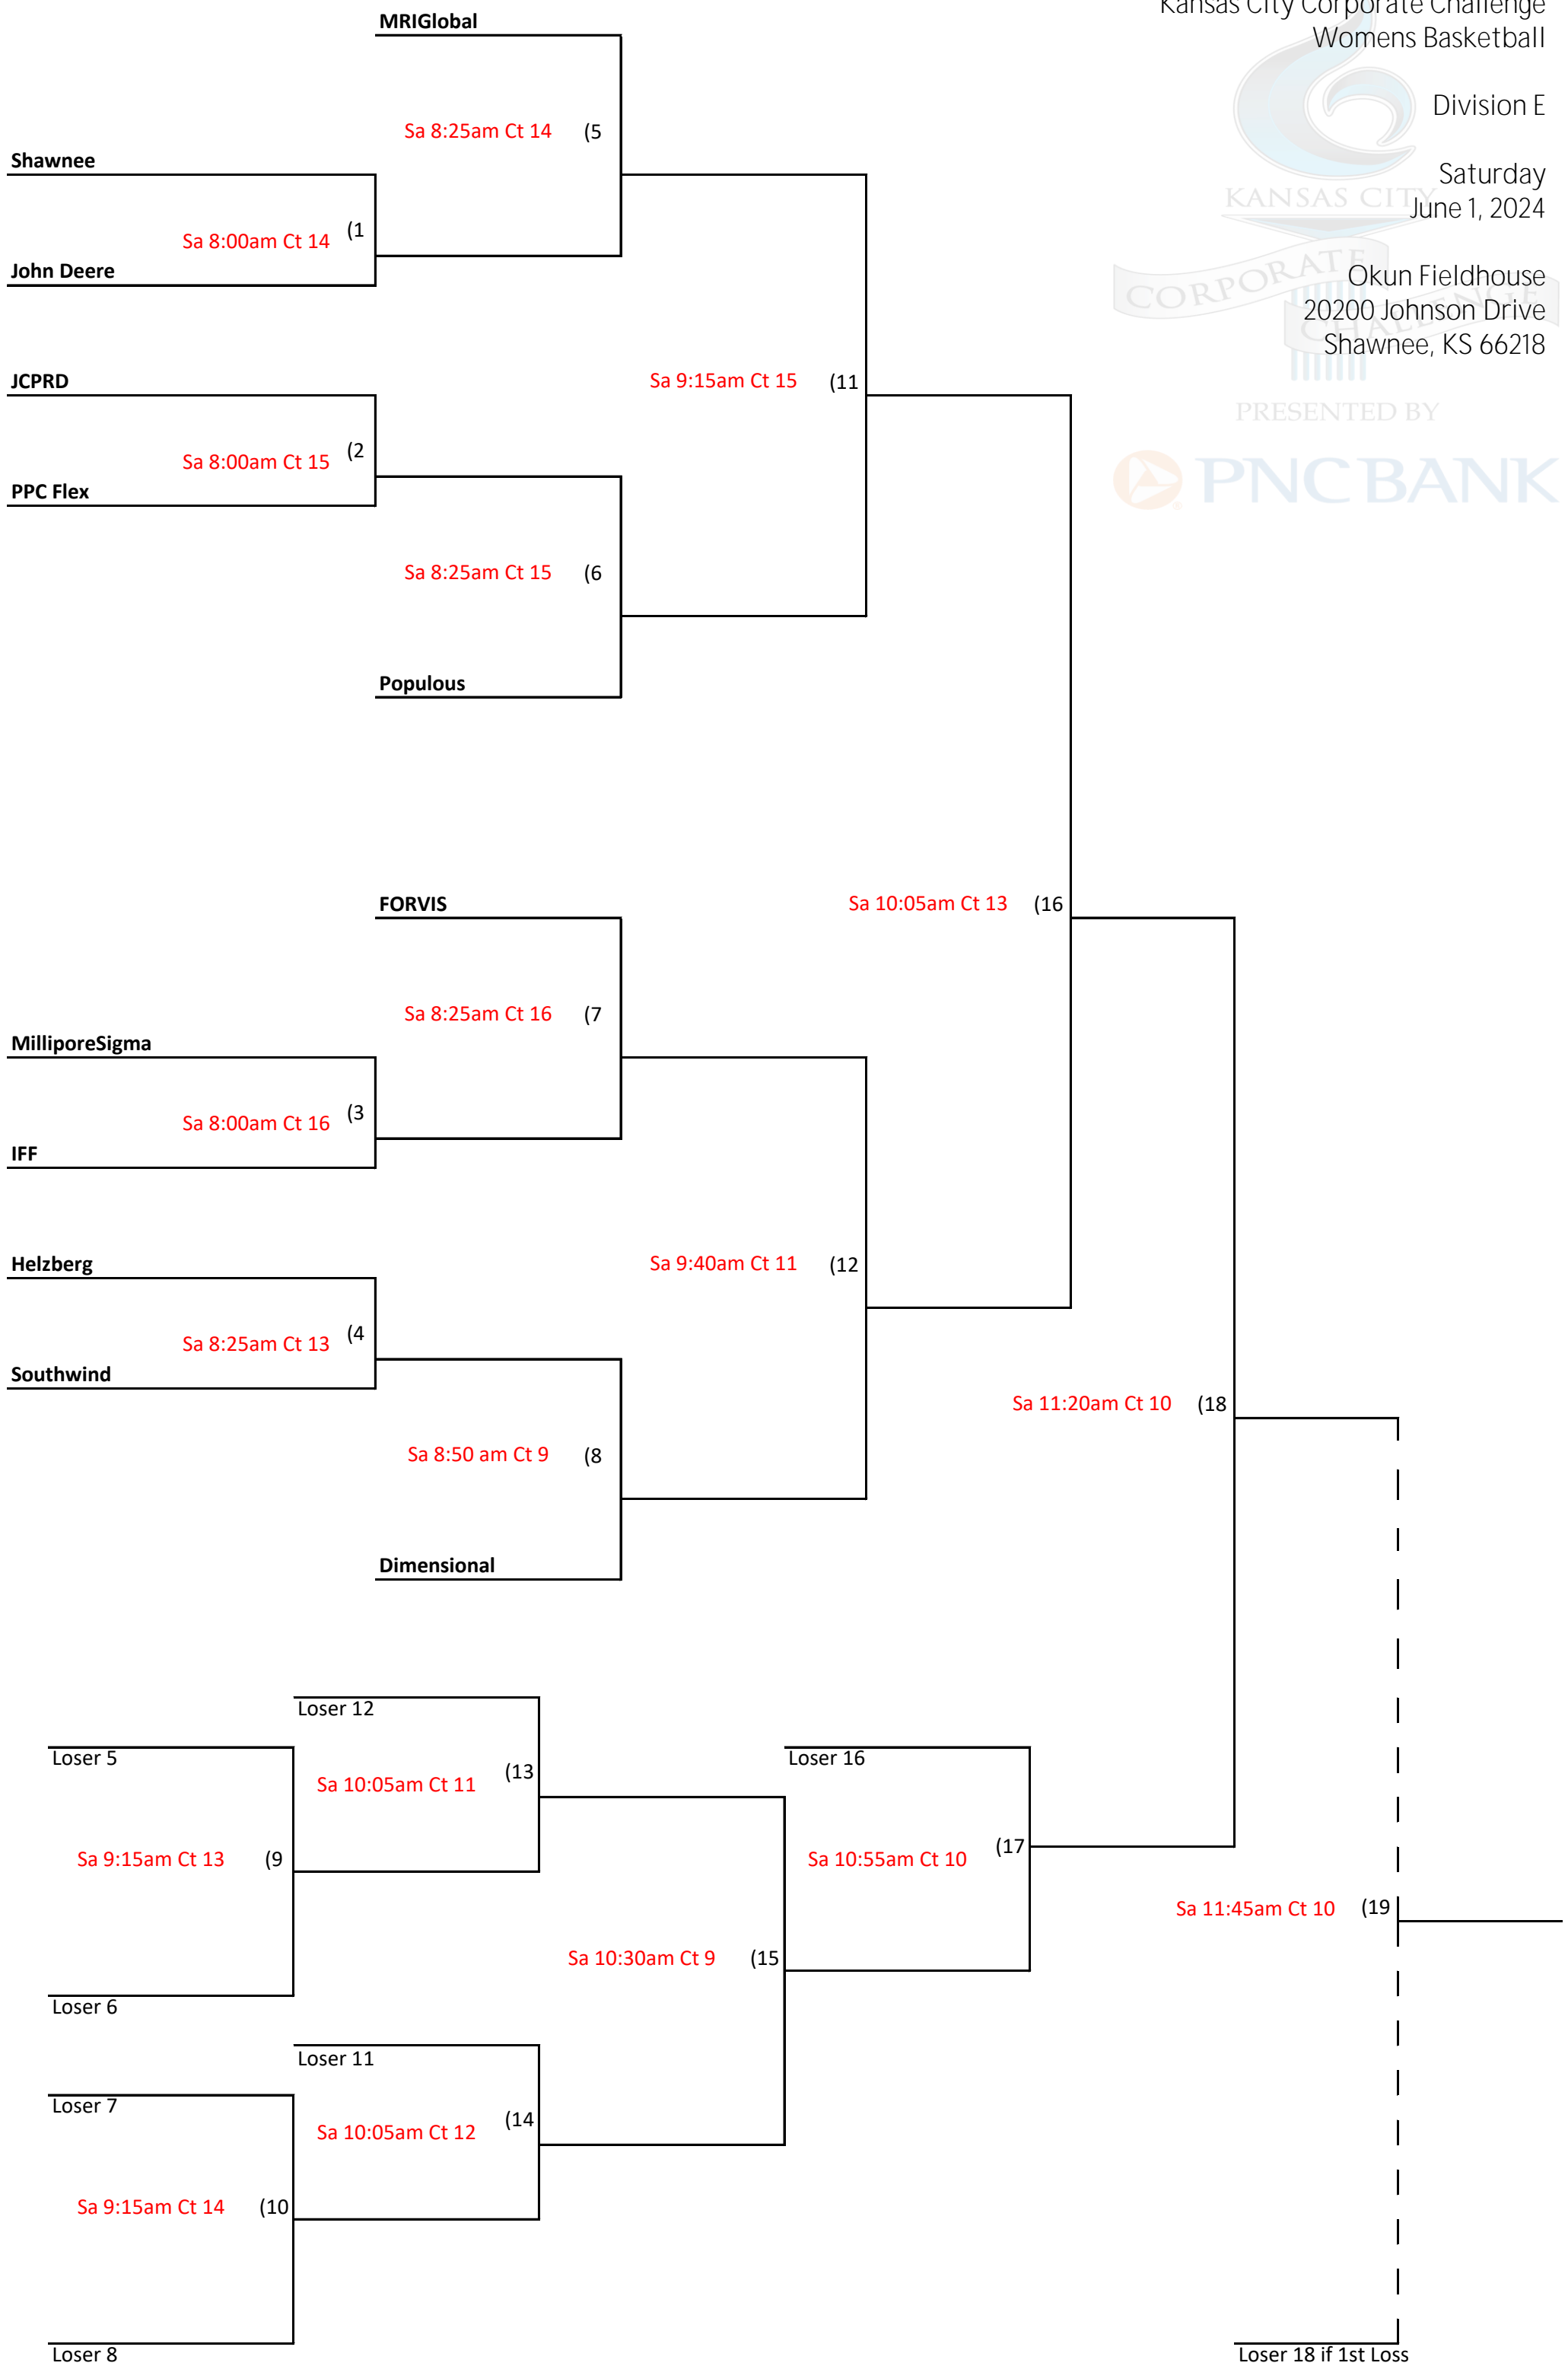 Kansas City Corporate Challenge
Womens Basketball
Division E
Saturday
June 1, 2024
Okun Fieldhouse
20200 Johnson Drive
Shawnee, KS 66218
KANSAS CITY
CORPORATE
CHALLENGE
PRESENTED BY
PNC BANK
MRIGlobal
Sa 8:25am Ct 14 (5
Shawnee
Sa 8:00am Ct 14 (1
John Deere
JCPRD
Sa 9:15am Ct 15 (11
Sa 8:00am Ct 15 (2
PPC Flex
Sa 8:25am Ct 15 (6
Populous
FORVIS
Sa 10:05am Ct 13 (16
Sa 8:25am Ct 16 (7
MilliporeSigma
Sa 8:00am Ct 16 (3
IFF
Helzberg
Sa 9:40am Ct 11 (12
Sa 8:25am Ct 13 (4
Southwind
Sa 11:20am Ct 10 (18
Sa 8:50 am Ct 9 (8
Dimensional
Loser 12
Loser 5
Loser 16
Sa 10:05am Ct 11 (13
Sa 9:15am Ct 13 (9
Sa 10:55am Ct 10 (17
Sa 11:45am Ct 10 (19
Sa 10:30am Ct 9 (15
Loser 6
Loser 11
Loser 7
Sa 10:05am Ct 12 (14
Sa 9:15am Ct 14 (10
Loser 8
Loser 18 if 1st Loss